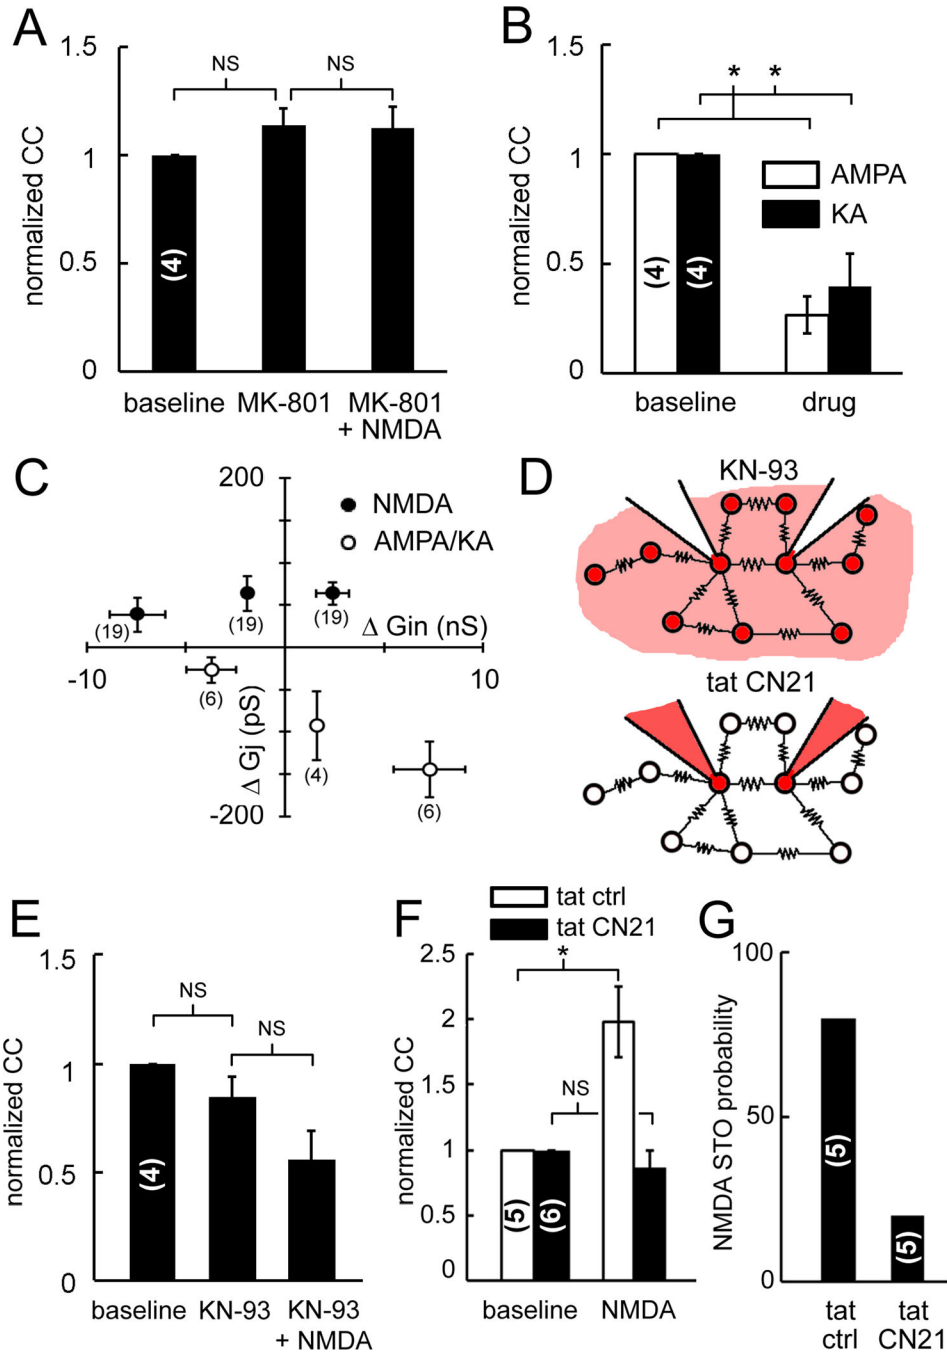 A
1.5
1
0.5
0
normalized CC
NS
NS
(4)
baseline
MK-801
MK-801
+ NMDA
B
1.5
1
0.5
0
normalized CC
* *
AMPA
KA
(4)
(4)
baseline
drug
C
200
NMDA
AMPA/KA
(19)
(19)
(19)
Δ Gin (nS)
-10
10
(6)
Δ Gj (pS)
(4)
(6)
-200
D
KN-93
tat CN21
E
1.5
1
0.5
0
normalized CC
NS
NS
(4)
baseline
KN-93
KN-93
+ NMDA
F
tat ctrl
tat CN21
2.5
2
1.5
1
0.5
0
normalized CC
*
NS
(5)
(6)
baseline
NMDA
G
100
50
0
NMDA STO probability
(5)
(5)
tat
ctrl
tat
CN21